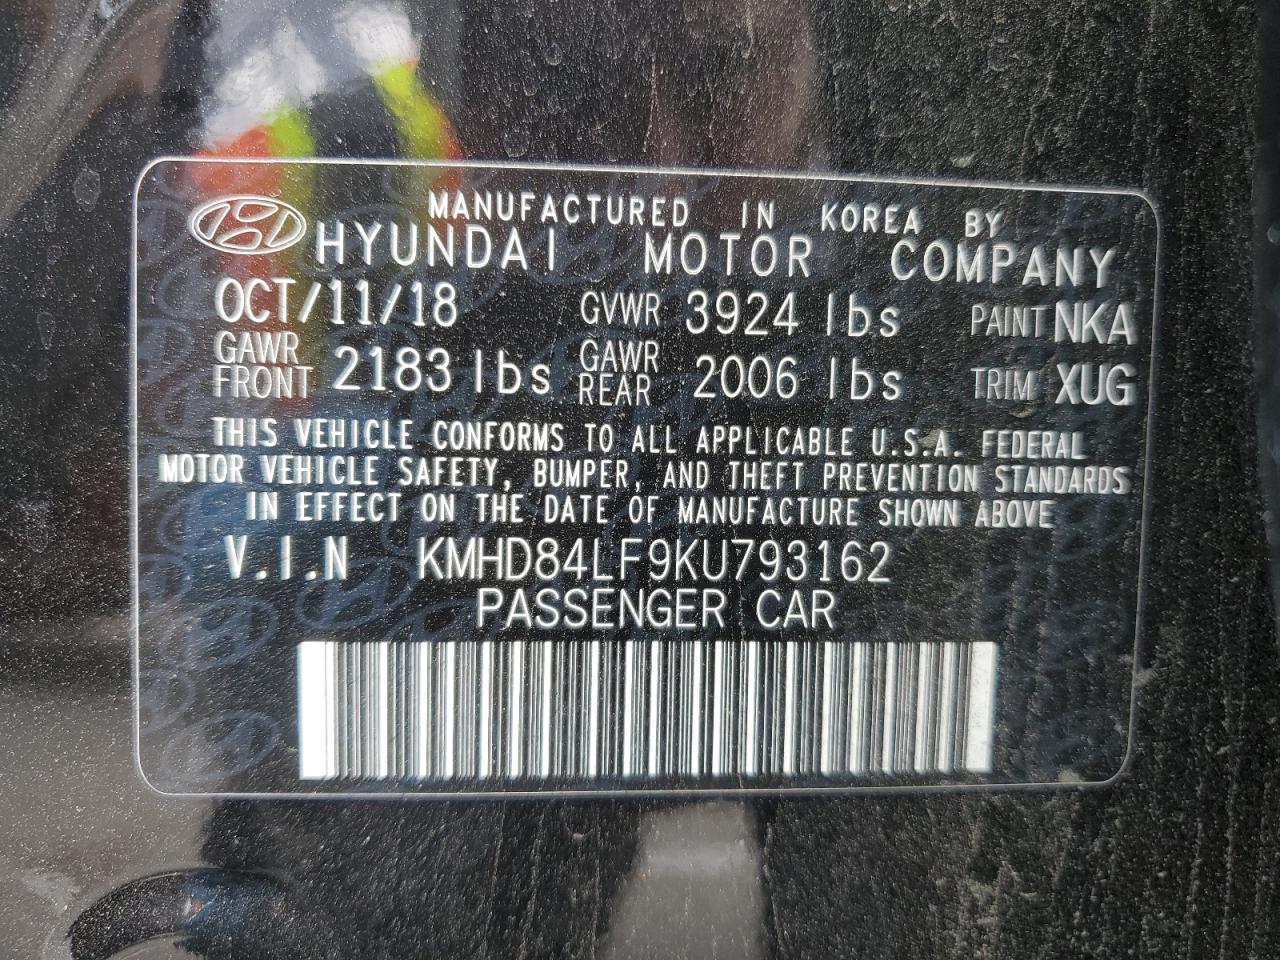 MANUFACTURED IN KOREA BY
HYUNDAI MOTOR COMPANY
OCT/11/18 GVWR 3924 lbs PAINT NKA
GAWR FRONT 2183 lbs GAWR REAR 2006 lbs TRIM XUG
THIS VEHICLE CONFORMS TO ALL APPLICABLE U.S.A. FEDERAL
MOTOR VEHICLE SAFETY, BUMPER, AND THEFT PREVENTION STANDARDS
IN EFFECT ON THE DATE OF MANUFACTURE SHOWN ABOVE
V.I.N KMHD84LF9KU793162
PASSENGER CAR